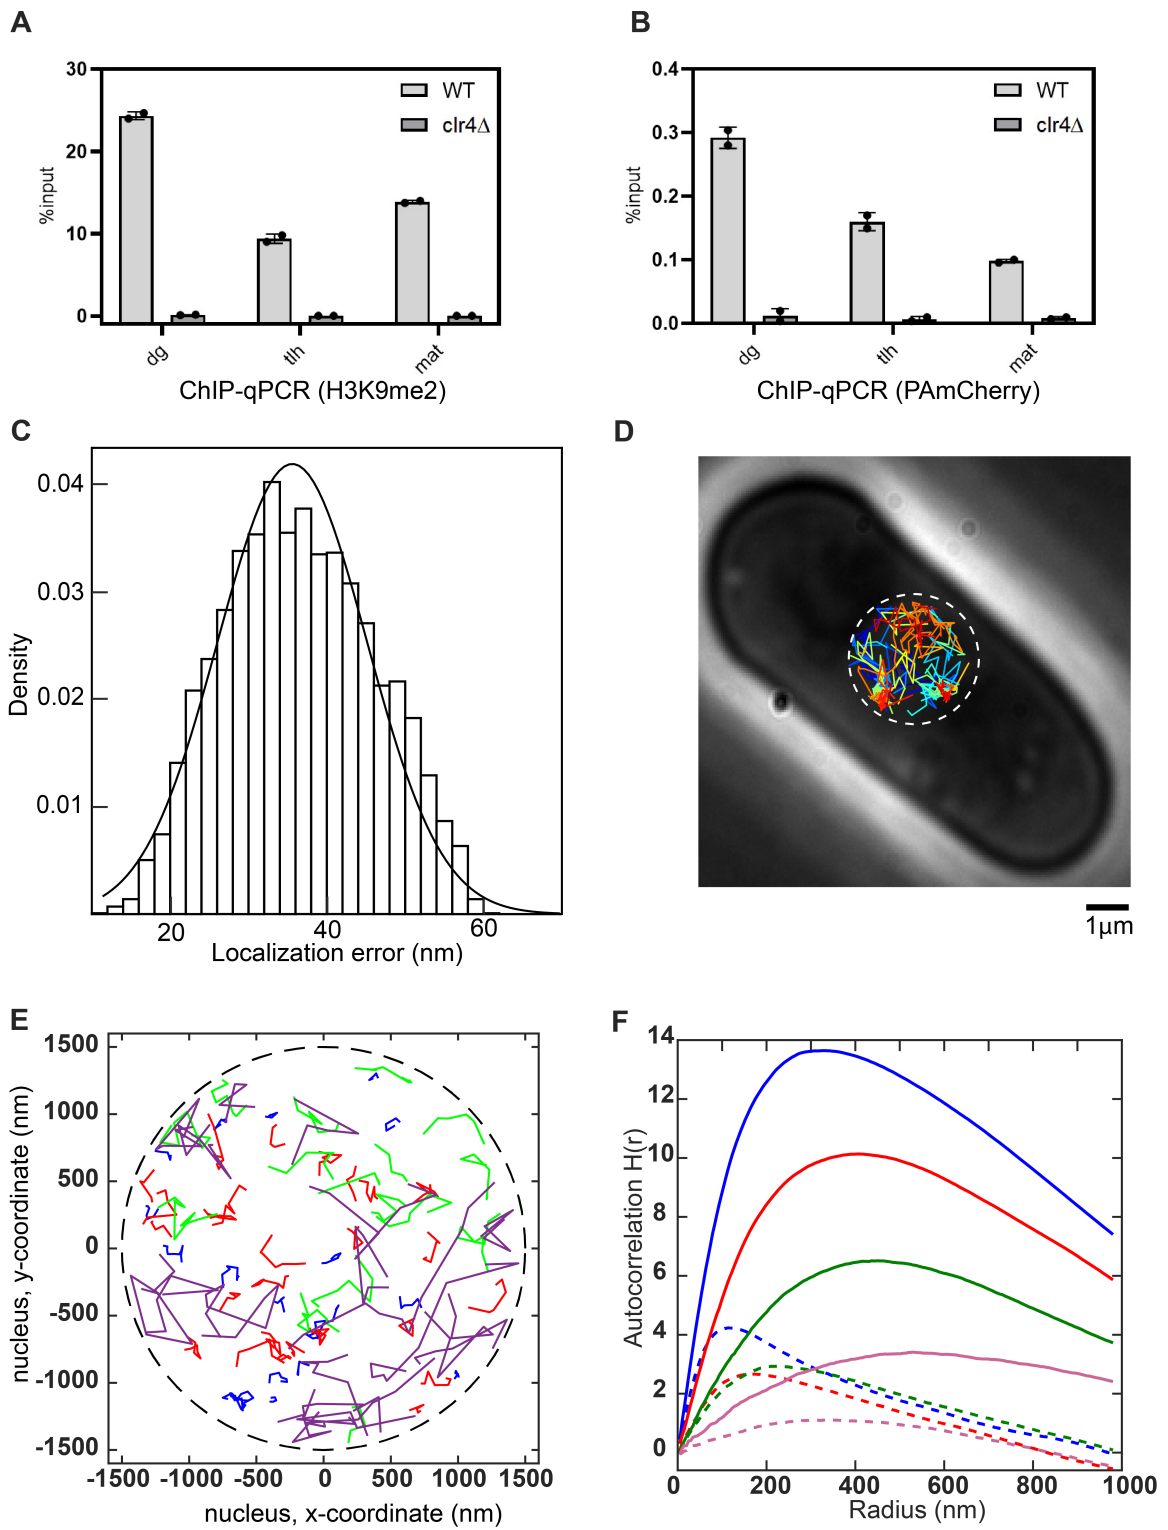 A
30
20
10
0
%input
WT
clr4Δ
dg
tlh
mat
ChIP-qPCR (H3K9me2)
B
0.4
0.3
0.2
0.1
0.0
%input
WT
clr4Δ
dg
tlh
mat
ChIP-qPCR (PAmCherry)
C
0.04
0.03
0.02
0.01
Density
20
40
60
Localization error (nm)
D
1μm
E
1500
1000
500
0
-500
-1000
-1500
nucleus, y-coordinate (nm)
-1500
-1000
-500
0
500
1000
1500
nucleus, x-coordinate (nm)
F
14
12
10
8
6
4
2
0
Autocorrelation H(r)
0
200
400
600
800
1000
Radius (nm)